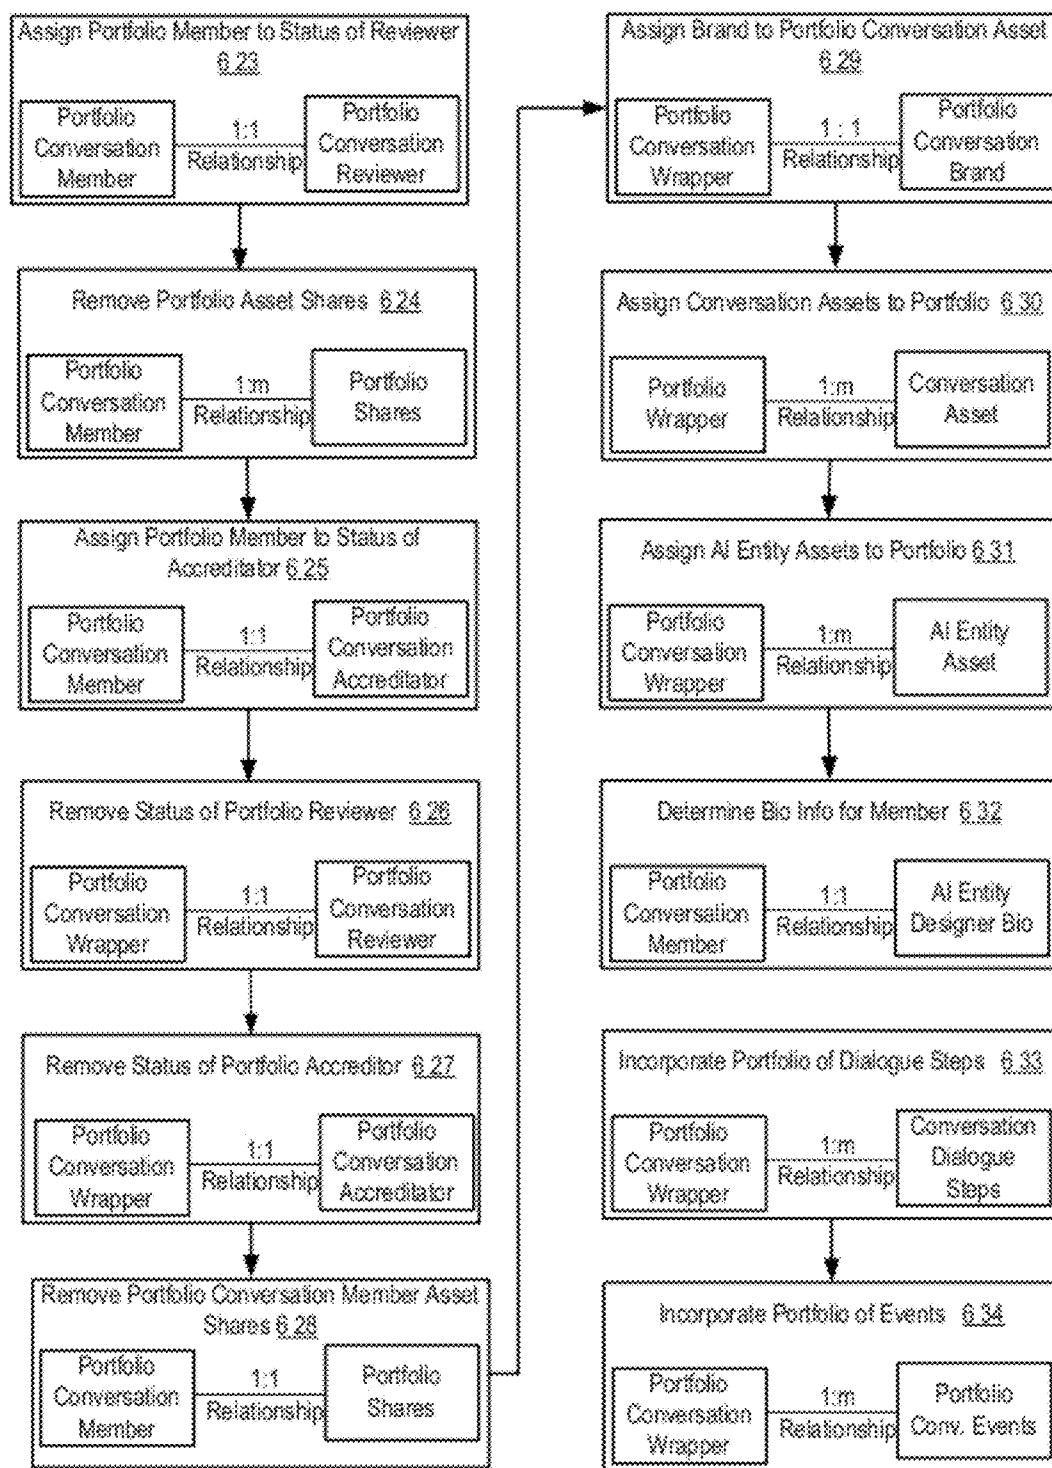 Assign Portfolio Member to Status of Reviewer
6.23
Portfolio
Conversation
Member
1:1
Relationship
Portfolio
Conversation
Reviewer
Remove Portfolio Asset Shares 6.24
Portfolio
Conversation
Member
1:m
Relationship
Portfolio
Shares
Assign Portfolio Member to Status of
Accreditator 6.25
Portfolio
Conversation
Member
1:1
Relationship
Portfolio
Conversation
Accreditator
Remove Status of Portfolio Reviewer 6.26
Portfolio
Conversation
Wrapper
1:1
Relationship
Portfolio
Conversation
Reviewer
Remove Status of Portfolio Accreditor 6.27
Portfolio
Conversation
Wrapper
1:1
Relationship
Portfolio
Conversation
Accreditator
Remove Portfolio Conversation Member Asset
Shares 6.28
Portfolio
Conversation
Member
1:1
Relationship
Portfolio
Shares
Assign Brand to Portfolio Conversation Asset
6.29
Portfolio
Conversation
Wrapper
1 : 1
Relationship
Portfolio
Conversation
Brand
Assign Conversation Assets to Portfolio 6.30
Portfolio
Wrapper
1:m
Relationship
Conversation
Asset
Assign AI Entity Assets to Portfolio 6.31
Portfolio
Conversation
Wrapper
1:m
Relationship
AI Entity
Asset
Determine Bio Info for Member 6.32
Portfolio
Conversation
Member
1:1
Relationship
AI Entity
Designer Bio
Incorporate Portfolio of Dialogue Steps 6.33
Portfolio
Conversation
Wrapper
1:m
Relationship
Conversation
Dialogue
Steps
Incorporate Portfolio of Events 6.34
Portfolio
Conversation
Wrapper
1:m
Relationship
Portfolio
Conv. Events